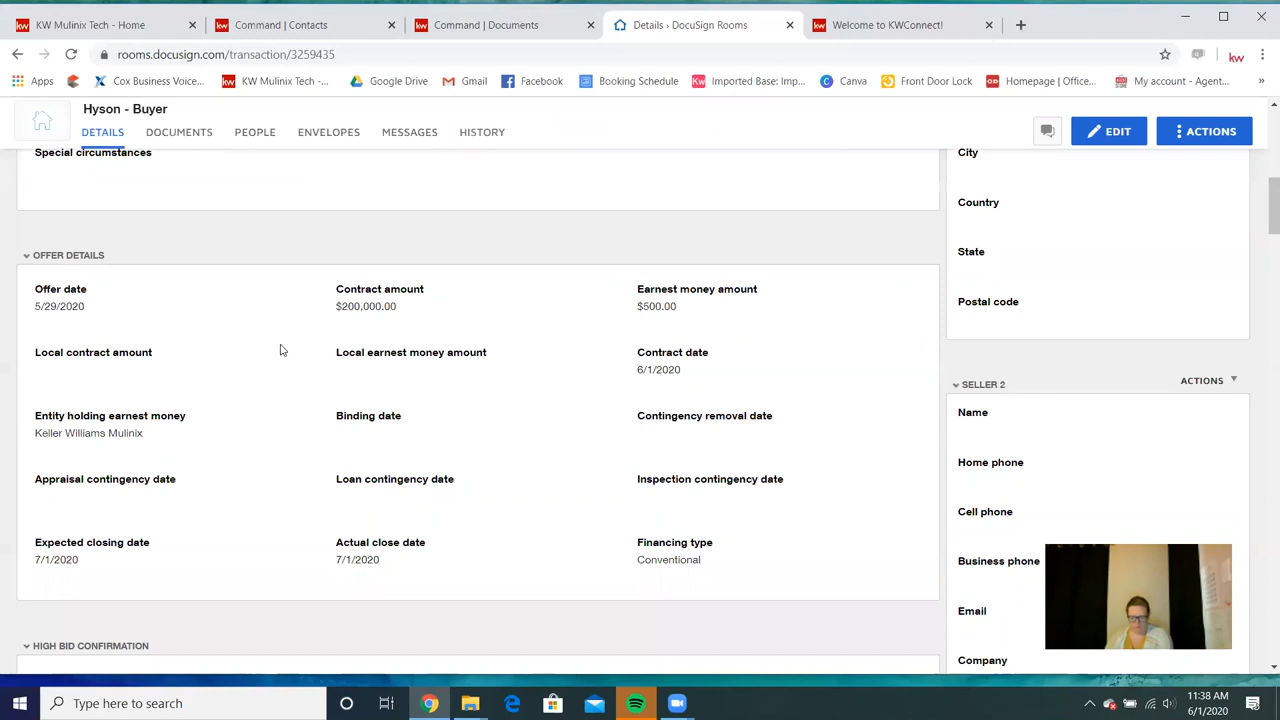 KW Mulinix Tech - Home
Command | Contacts
Command | Documents
Details › DocuSign Rooms
Welcome to KWConnect!
rooms.docusign.com/transaction/3259435
kw
Apps
Cox Business Voice...
KW Mulinix Tech -...
Google Drive
Gmail
Facebook
Booking Schedule
Imported Base: Imp...
Canva
Front Door Lock
Homepage | Office...
My account - Agent...
»
Hyson - Buyer
DETAILS
DOCUMENTS
PEOPLE
ENVELOPES
MESSAGES
HISTORY
EDIT
ACTIONS
Special circumstances
OFFER DETAILS
Offer date
5/29/2020
Contract amount
$200,000.00
Earnest money amount
$500.00
Local contract amount
Local earnest money amount
Contract date
6/1/2020
Entity holding earnest money
Keller Williams Mulinix
Binding date
Contingency removal date
Appraisal contingency date
Loan contingency date
Inspection contingency date
Expected closing date
7/1/2020
Actual close date
7/1/2020
Financing type
Conventional
HIGH BID CONFIRMATION
City
Country
State
Postal code
SELLER 2
ACTIONS
Name
Home phone
Cell phone
Business phone
Email
Company
Type here to search
11:38 AM
6/1/2020